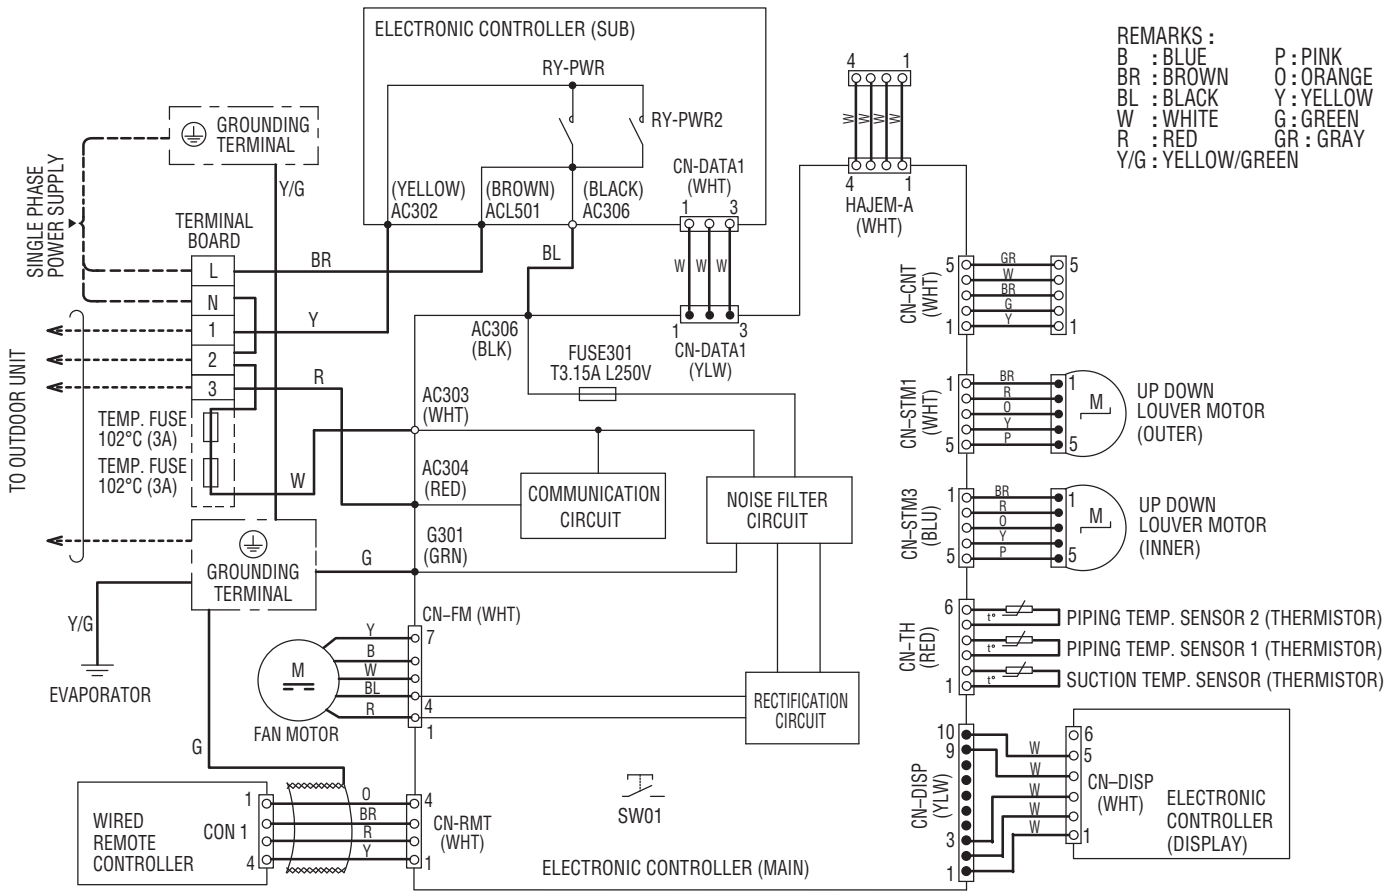 ELECTRONIC CONTROLLER (SUB)
RY-PWR
RY-PWR2
(YELLOW)
AC302
(BROWN)
ACL501
(BLACK)
AC306
CN-DATA1
(WHT)
1 3
W W W
1 3
CN-DATA1
(YLW)
4 1
W W W W
4 1
HAJEM-A
(WHT)
REMARKS :
B : BLUE P : PINK
BR : BROWN O : ORANGE
BL : BLACK Y : YELLOW
W : WHITE G : GREEN
R : RED GR : GRAY
Y/G : YELLOW/GREEN
GROUNDING
TERMINAL
Y/G
SINGLE PHASE
POWER SUPPLY
TERMINAL
BOARD
L
N
1
2
3
BR
Y
R
BL
W
TO OUTDOOR UNIT
TEMP. FUSE
102°C (3A)
TEMP. FUSE
102°C (3A)
AC306
(BLK)
FUSE301
T3.15A L250V
AC303
(WHT)
AC304
(RED)
G301
(GRN)
COMMUNICATION
CIRCUIT
NOISE FILTER
CIRCUIT
RECTIFICATION
CIRCUIT
GROUNDING
TERMINAL
G
Y/G
EVAPORATOR
G
CN–FM (WHT)
7
4
1
Y
B
W
BL
R
M
FAN MOTOR
WIRED
REMOTE
CONTROLLER
CON 1
1
4
O
BR
R
Y
4
1
CN-RMT
(WHT)
SW01
ELECTRONIC CONTROLLER (MAIN)
CN–CNT
(WHT)
5 GR 5
W
BR
G
1 Y 1
CN–STM1
(WHT)
1 BR 1
R
O
Y
5 P 5
M
UP DOWN
LOUVER MOTOR
(OUTER)
CN–STM3
(BLU)
1 BR 1
R
O
Y
5 P 5
M
UP DOWN
LOUVER MOTOR
(INNER)
CN–TH
(RED)
6
1
t°
t°
t°
PIPING TEMP. SENSOR 2 (THERMISTOR)
PIPING TEMP. SENSOR 1 (THERMISTOR)
SUCTION TEMP. SENSOR (THERMISTOR)
CN–DISP
(YLW)
10
9
3
1
W
W
W
W
W
6
5
1
CN–DISP
(WHT)
ELECTRONIC
CONTROLLER
(DISPLAY)